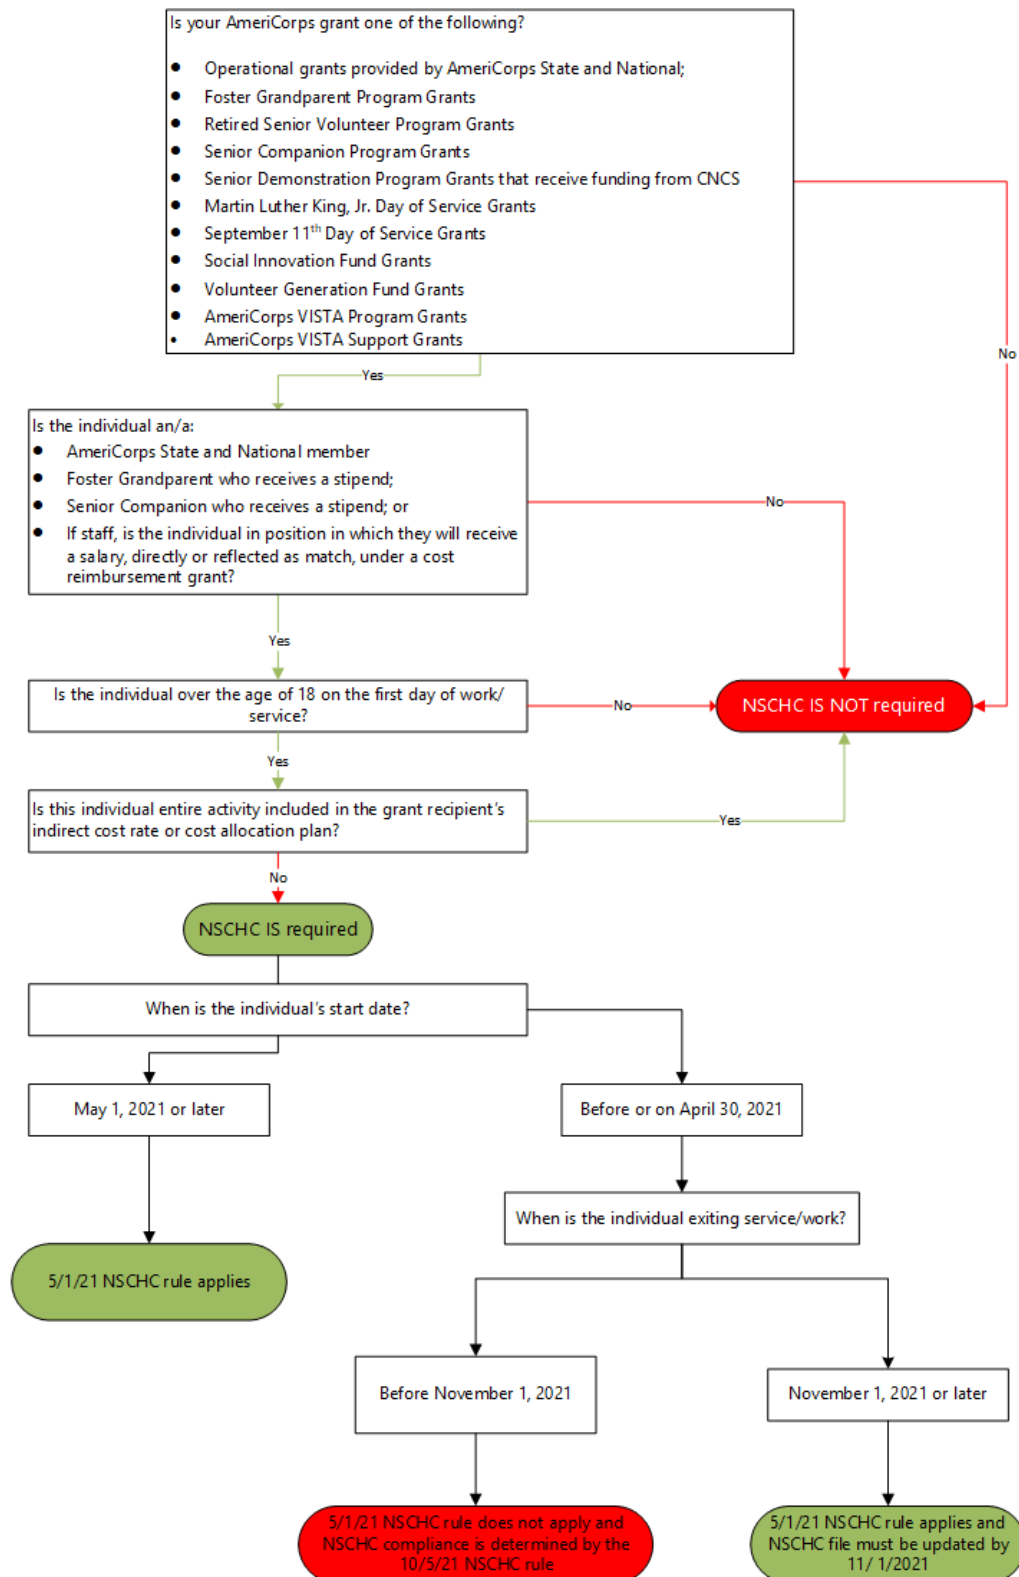 Is your AmeriCorps grant one of the following?
● Operational grants provided by AmeriCorps State and National;
● Foster Grandparent Program Grants
● Retired Senior Volunteer Program Grants
● Senior Companion Program Grants
● Senior Demonstration Program Grants that receive funding from CNCS
● Martin Luther King, Jr. Day of Service Grants
● September 11th Day of Service Grants
● Social Innovation Fund Grants
● Volunteer Generation Fund Grants
● AmeriCorps VISTA Program Grants
• AmeriCorps VISTA Support Grants
No
Yes
Is the individual an/a:
● AmeriCorps State and National member
● Foster Grandparent who receives a stipend;
● Senior Companion who receives a stipend; or
● If staff, is the individual in position in which they will receive
a salary, directly or reflected as match, under a cost
reimbursement grant?
No
Yes
Is the individual over the age of 18 on the first day of work/
service?
No
NSCHC IS NOT required
Yes
Is this individual entire activity included in the grant recipient's
indirect cost rate or cost allocation plan?
Yes
No
NSCHC IS required
When is the individual's start date?
May 1, 2021 or later
Before or on April 30, 2021
When is the individual exiting service/work?
5/1/21 NSCHC rule applies
Before November 1, 2021
November 1, 2021 or later
5/1/21 NSCHC rule does not apply and
NSCHC compliance is determined by the
10/5/21 NSCHC rule
5/1/21 NSCHC rule applies and
NSCHC file must be updated by
11/ 1/2021